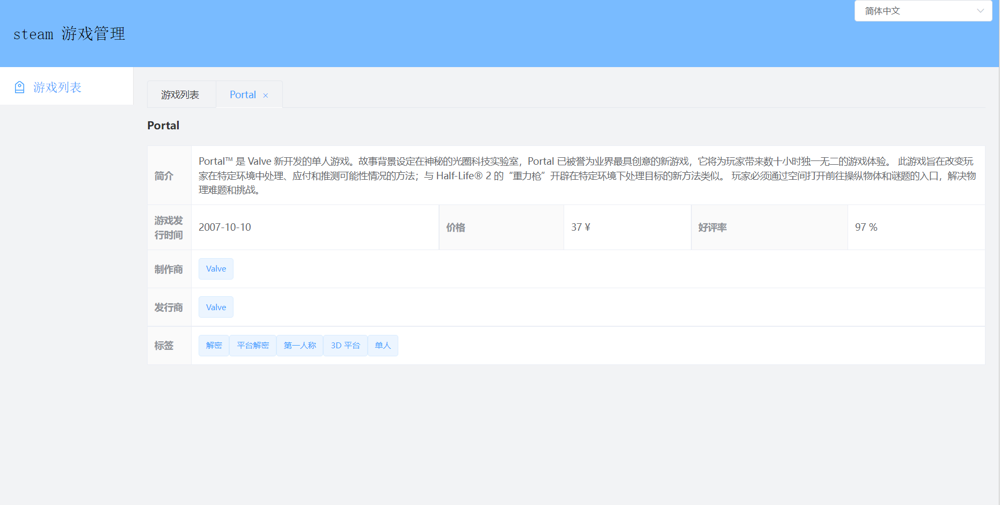 简体中文
steam 游戏管理
游戏列表
游戏列表 Portal ×
Portal
简介
Portal™ 是 Valve 新开发的单人游戏。故事背景设定在神秘的光圈科技实验室，Portal 已被誉为业界最具创意的新游戏，它将为玩家带来数十小时独一无二的游戏体验。 此游戏旨在改变玩
家在特定环境中处理、应付和推测可能性情况的方法；与 Half-Life® 2 的“重力枪”开辟在特定环境下处理目标的新方法类似。 玩家必须通过空间打开前往操纵物体和谜题的入口，解决物
理难题和挑战。
游戏发
行时间
2007-10-10 价格 37 ¥ 好评率 97 %
制作商 Valve
发行商 Valve
标签 解密 平台解密 第一人称 3D 平台 单人